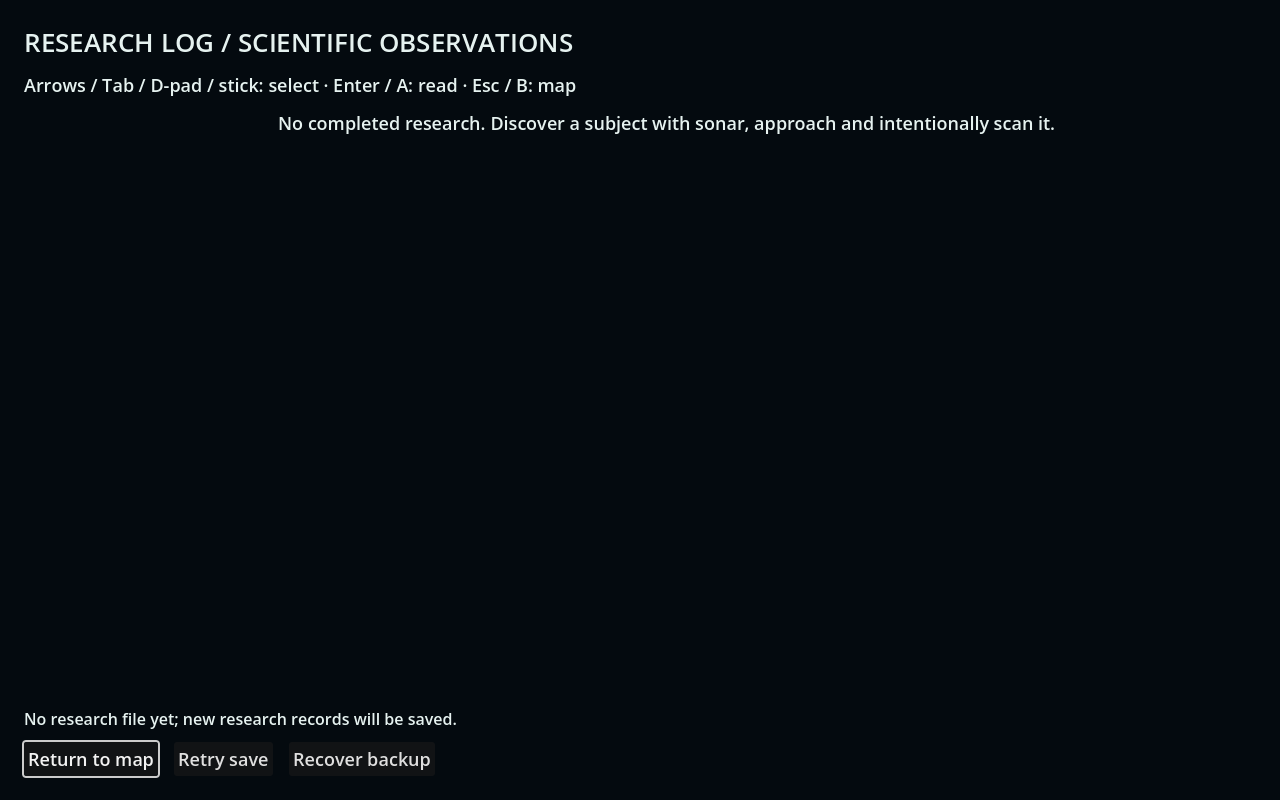 RESEARCH LOG / SCIENTIFIC OBSERVATIONS
Arrows / Tab / D-pad / stick: select · Enter / A: read · Esc / B: map
No completed research. Discover a subject with sonar, approach and intentionally scan it.
No research file yet; new research records will be saved.
Return to map
Retry save
Recover backup